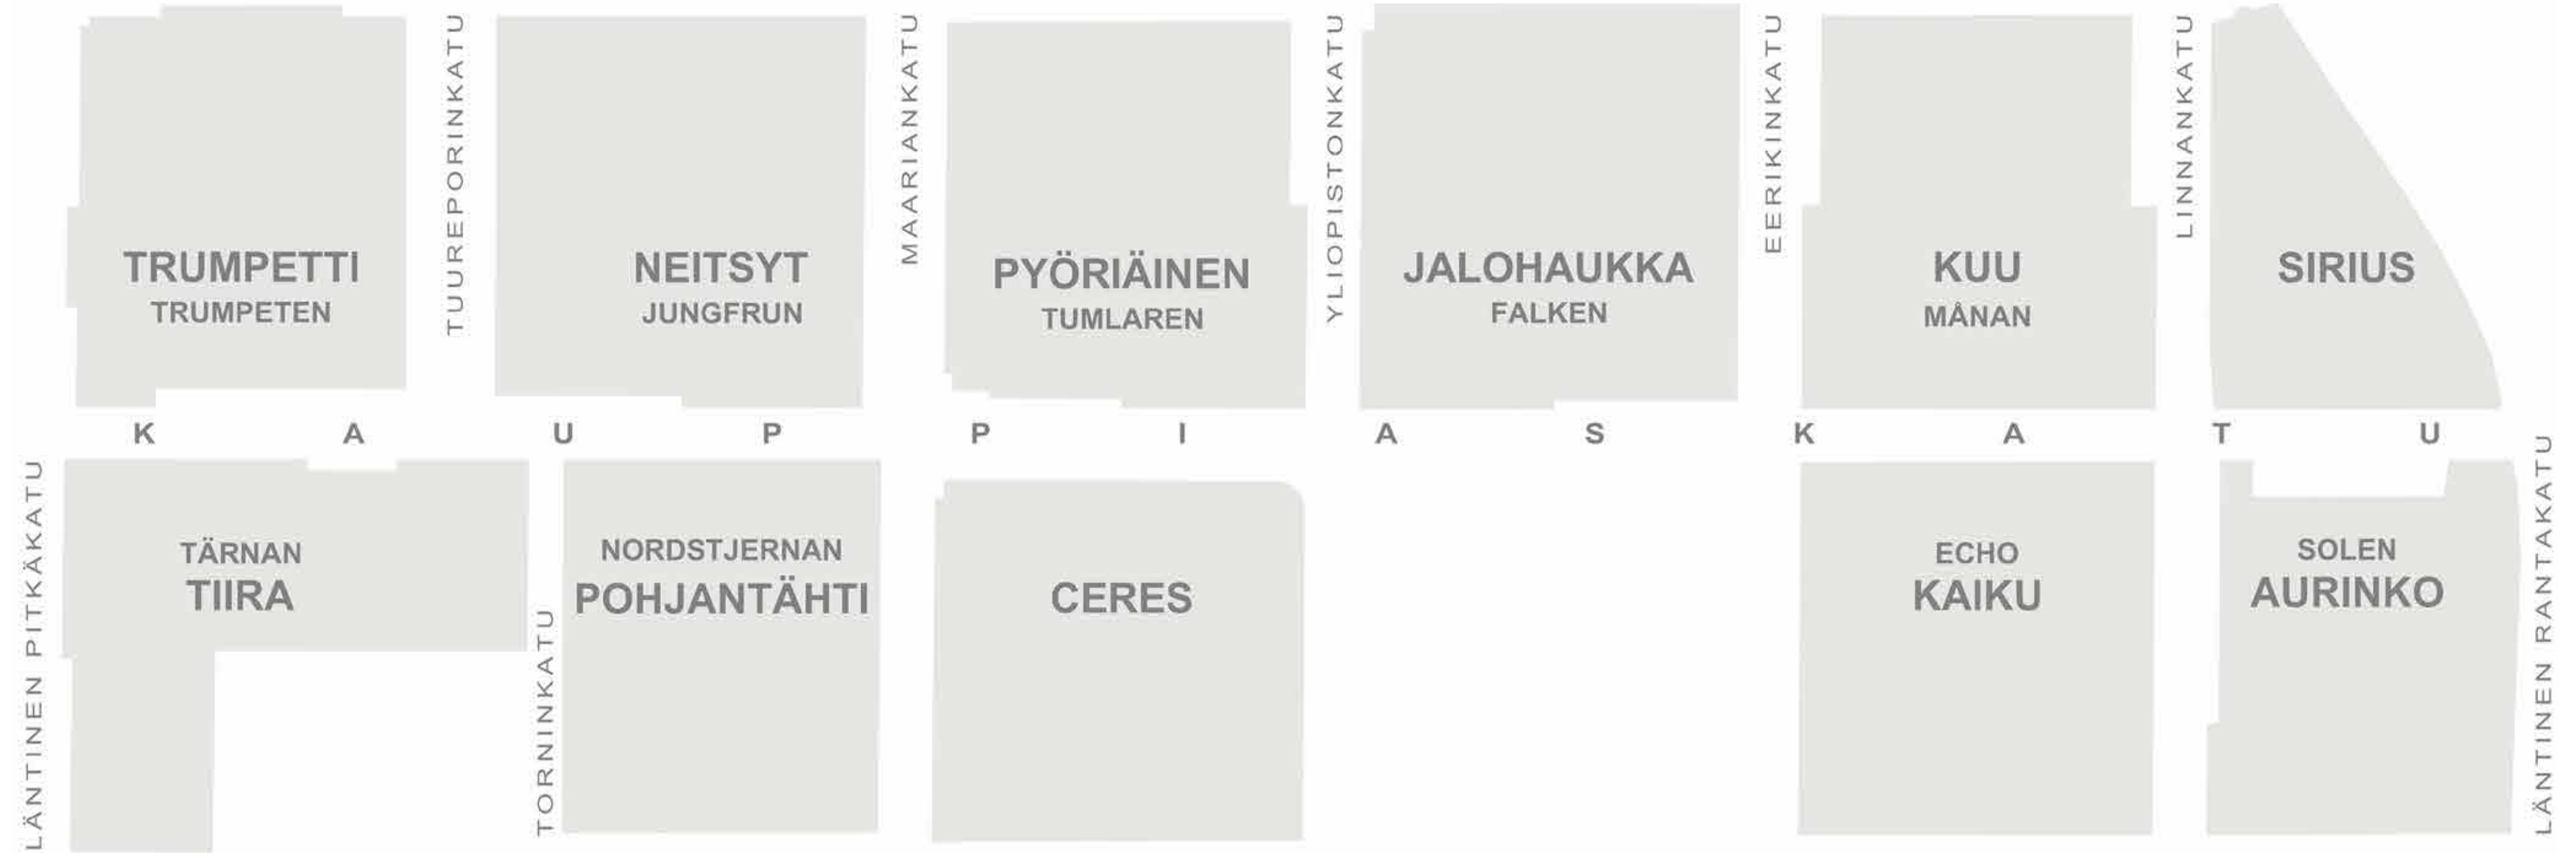 TUUREPORINKATU
MAARIANKATU
YLIOPISTONKATU
EERIKINKATU
LINNANKATU
TRUMPETTI
TRUMPETEN
NEITSYT
JUNGFRUN
PYÖRIÄINEN
TUMLAREN
JALOHAUKKA
FALKEN
KUU
MÅNAN
SIRIUS
KAUPPIASKATU
LÄNTINEN PITKÄKATU
TÄRNAN
TIIRA
TORNINKATU
NORDSTJERNAN
POHJANTÄHTI
CERES
ECHO
KAIKU
SOLEN
AURINKO
LÄNTINEN RANTAKATU